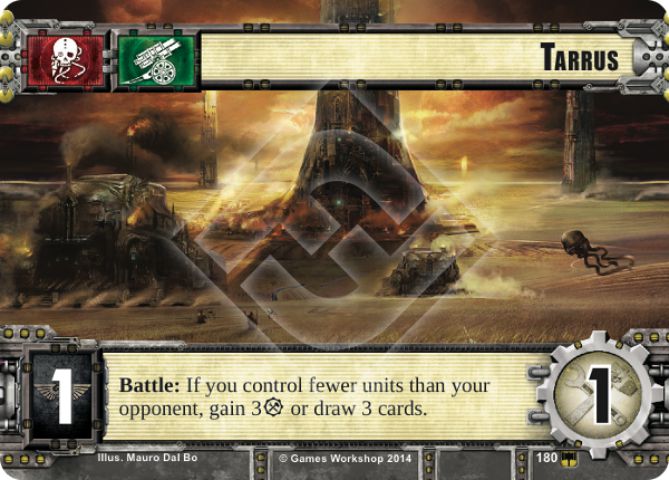 TARRUS
1
Battle: If you control fewer units than your
opponent, gain 3 or draw 3 cards.
1
Illus. Mauro Dal Bo
© Games Workshop 2014
180